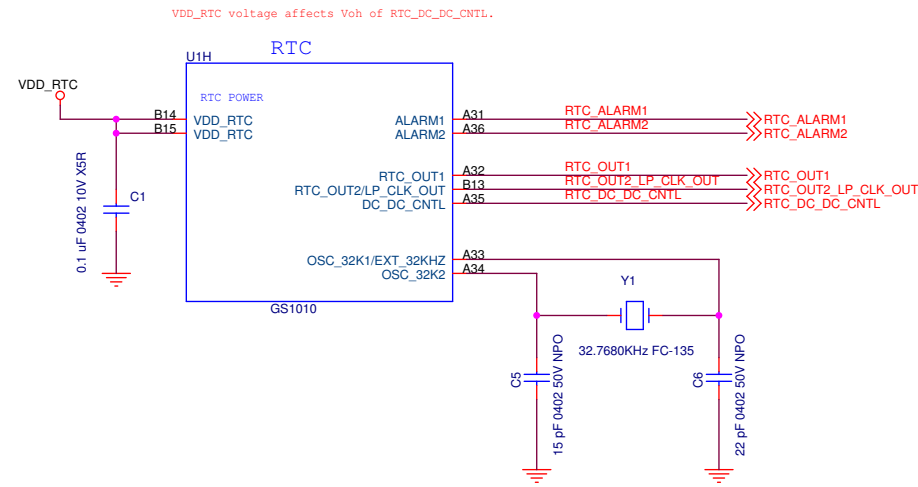 VDD_RTC voltage affects Voh of RTC_DC_DC_CNTL.
RTC
U1H
VDD_RTC
RTC POWER
B14
VDD_RTC
B15
VDD_RTC
ALARM1
A31
RTC_ALARM1
RTC_ALARM1
ALARM2
A36
RTC_ALARM2
RTC_ALARM2
RTC_OUT1
A32
RTC_OUT1
RTC_OUT1
RTC_OUT2/LP_CLK_OUT
B13
RTC_OUT2_LP_CLK_OUT
RTC_OUT2_LP_CLK_OUT
DC_DC_CNTL
A35
RTC_DC_DC_CNTL
RTC_DC_DC_CNTL
C1
0.1 uF 0402 10V X5R
OSC_32K1/EXT_32KHZ
A33
OSC_32K2
A34
GS1010
Y1
32.7680KHz FC-135
C5
15 pF 0402 50V NPO
C6
22 pF 0402 50V NPO